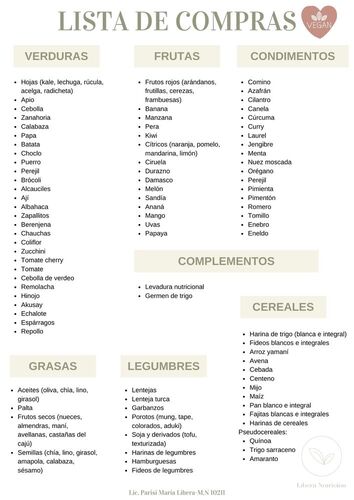 LISTA DE COMPRAS
VEGAN
VERDURAS
Hojas (kale, lechuga, rúcula,
acelga, radicheta)
Apio
Cebolla
Zanahoria
Calabaza
Papa
Batata
Choclo
Puerro
Perejil
Brócoli
Alcauciles
Ají
Albahaca
Zapallitos
Berenjena
Chauchas
Coliflor
Zucchini
Tomate cherry
Tomate
Cebolla de verdeo
Remolacha
Hinojo
Akusay
Echalote
Espárragos
Repollo
FRUTAS
Frutos rojos (arándanos,
frutillas, cerezas,
frambuesas)
Banana
Manzana
Pera
Kiwi
Cítricos (naranja, pomelo,
mandarina, limón)
Ciruela
Durazno
Damasco
Melón
Sandía
Ananá
Mango
Uvas
Papaya
CONDIMENTOS
Comino
Azafrán
Cilantro
Canela
Cúrcuma
Curry
Laurel
Jengibre
Menta
Nuez moscada
Orégano
Perejil
Pimienta
Pimentón
Romero
Tomillo
Enebro
Eneldo
COMPLEMENTOS
Levadura nutricional
Germen de trigo
CEREALES
Harina de trigo (blanca e integral)
Fideos blancos e integrales
Arroz yamaní
Avena
Cebada
Centeno
Mijo
Maíz
Pan blanco e integral
Fajitas blancas e integrales
Harinas de cereales
Pseudocereales:
Quínoa
Trigo sarraceno
Amaranto
GRASAS
Aceites (oliva, chía, lino,
girasol)
Palta
Frutos secos (nueces,
almendras, maní,
avellanas, castañas del
cajú)
Semillas (chía, lino, girasol,
amapola, calabaza,
sésamo)
LEGUMBRES
Lentejas
Lenteja turca
Garbanzos
Porotos (mung, tape,
colorados, aduki)
Soja y derivados (tofu,
texturizada)
Harinas de legumbres
Hamburguesas
Fideos de legumbres
Libera Nutrición
Lic. Parisi María Libera-M.N 10211